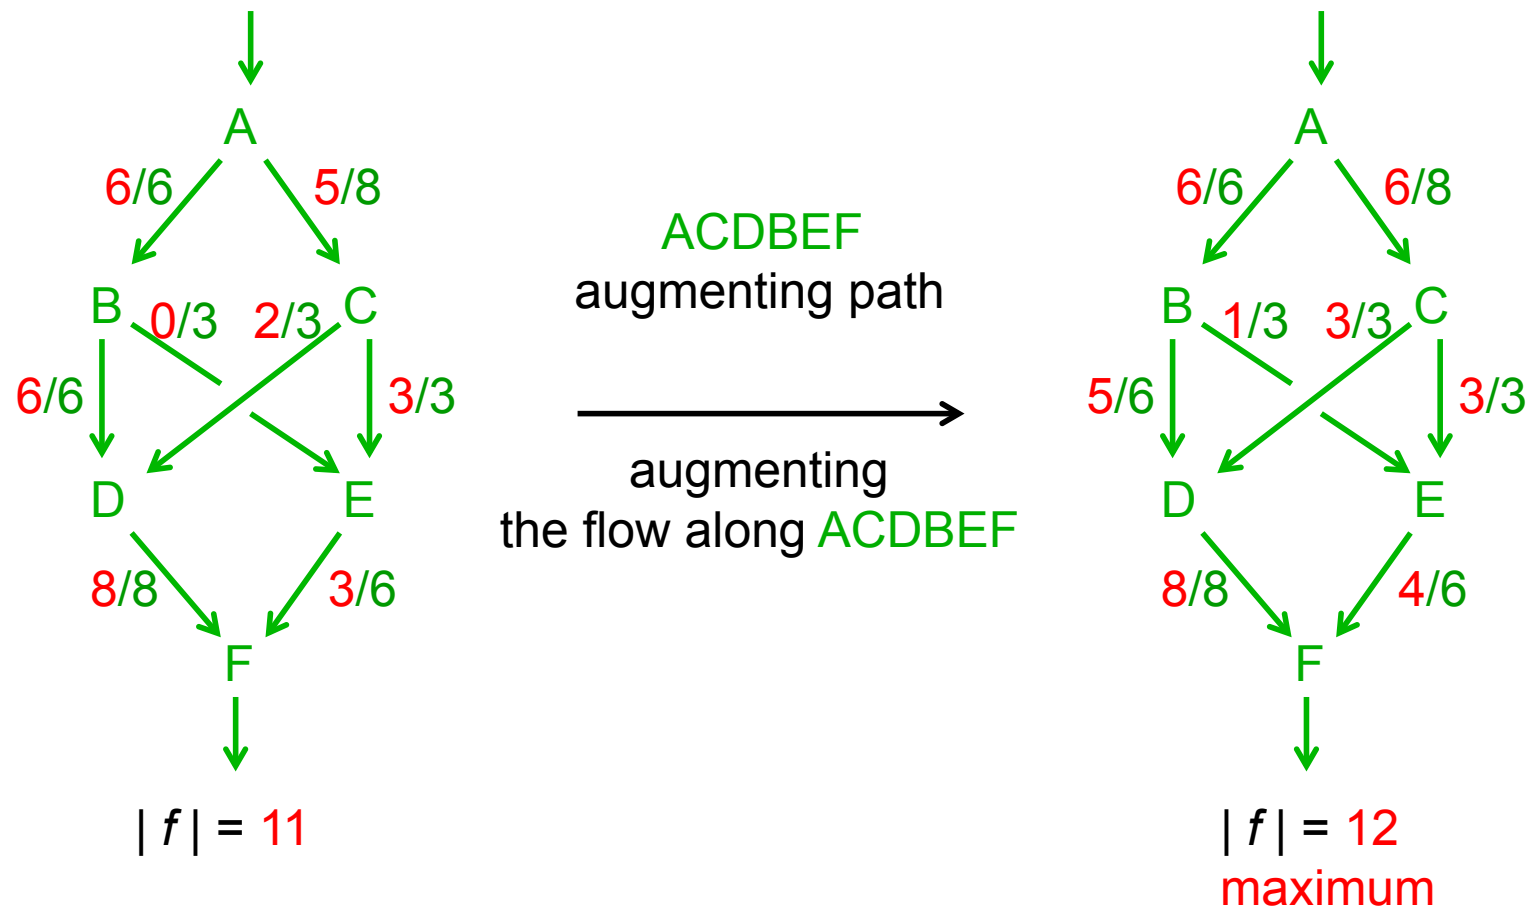 A
6/6 5/8
B 0/3 2/3 C
6/6 3/3
D E
8/8 3/6
F
| f | = 11
ACDBEF
augmenting path
augmenting
the flow along ACDBEF
A
6/6 6/8
B 1/3 3/3 C
5/6 3/3
D E
8/8 4/6
F
| f | = 12
maximum